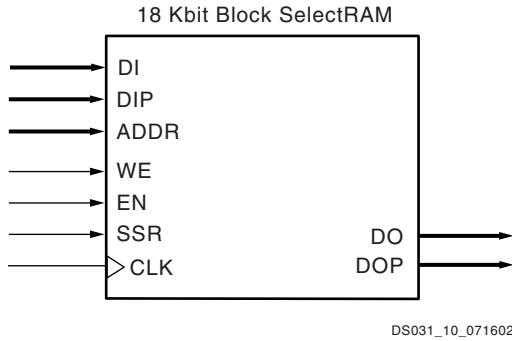 18 Kbit Block SelectRAM
DI
DIP
ADDR
WE
EN
SSR
CLK
DO
DOP
DS031_10_071602